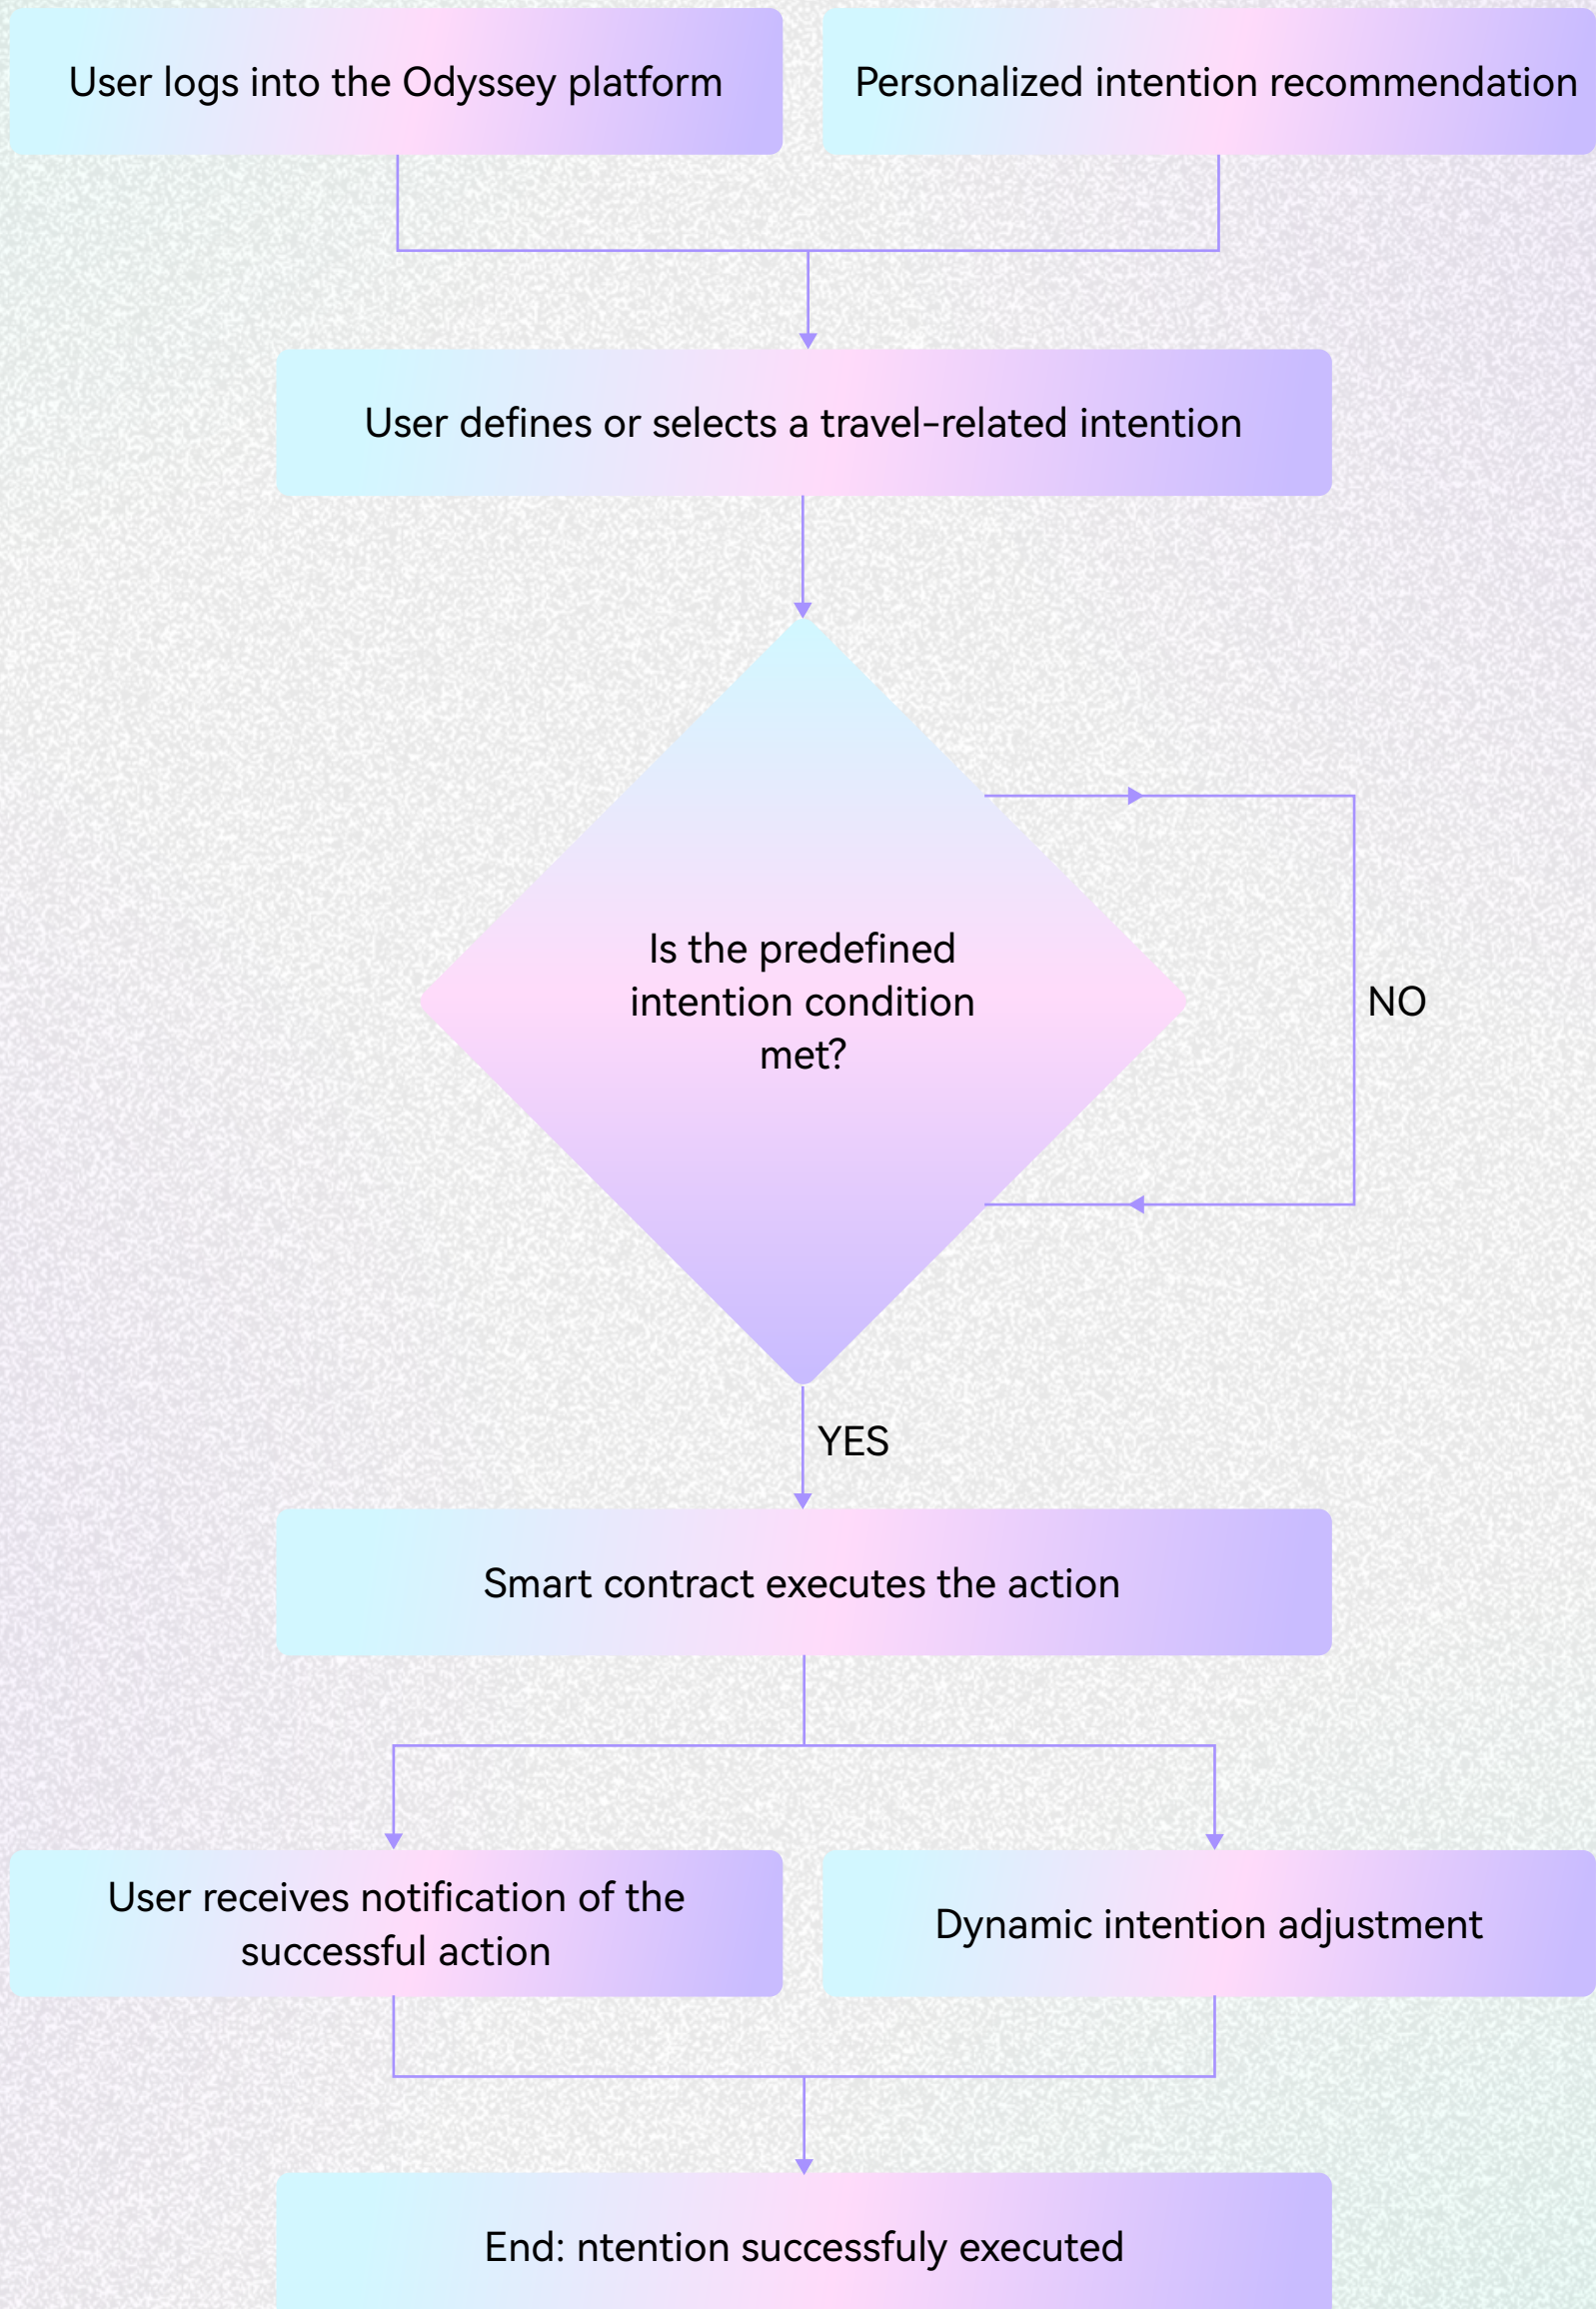 User logs into the Odyssey platform
Personalized intention recommendation
User defines or selects a travel-related intention
Is the predefined
intention condition
met?
NO
YES
Smart contract executes the action
User receives notification of the
successful action
Dynamic intention adjustment
End: ntention successfuly executed